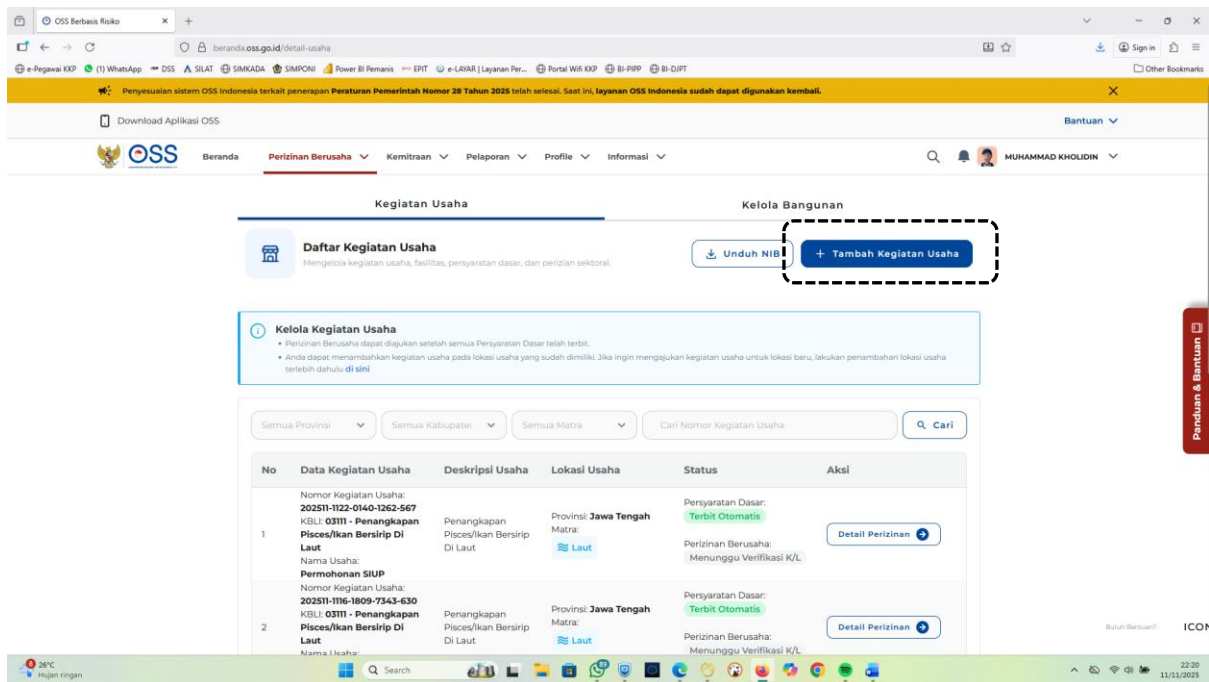 OSS Berbasis Risiko
beranda.oss.go.id/detail-usaha
Sign in
e-Pegawai KKP (1) WhatsApp DSS SILAT SIMKADA SIMPONI Power BI Pemanis EPIT e-LAYAR | Layanan Per... Portal Wifi KKP BI-PIPP BI-DJPT Other Bookmarks
Penyesuaian sistem OSS Indonesia terkait penerapan Peraturan Pemerintah Nomor 28 Tahun 2025 telah selesai. Saat ini, layanan OSS Indonesia sudah dapat digunakan kembali.
Download Aplikasi OSS
Bantuan
OSS
Beranda Perizinan Berusaha Kemitraan Pelaporan Profile Informasi
MUHAMMAD KHOLIDIN
Kegiatan Usaha
Kelola Bangunan
Daftar Kegiatan Usaha
Mengelola kegiatan usaha, fasilitas, persyaratan dasar, dan perizian sektoral.
Unduh NIB
+ Tambah Kegiatan Usaha
Kelola Kegiatan Usaha
• Perizinan Berusaha dapat diajukan setelah semua Persyaratan Dasar telah terbit.
• Anda dapat menambahkan kegiatan usaha pada lokasi usaha yang sudah dimiliki. Jika ingin mengajukan kegiatan usaha untuk lokasi baru, lakukan penambahan lokasi usaha
terlebih dahulu di sini
Panduan & Bantuan
Semua Provinsi
Semua Kabupaten
Semua Matra
Cari Nomor Kegiatan Usaha
Cari
No Data Kegiatan Usaha Deskripsi Usaha Lokasi Usaha Status Aksi
1
Nomor Kegiatan Usaha:
202511-1122-0140-1262-567
KBLI: 03111 - Penangkapan
Pisces/Ikan Bersirip Di
Laut
Nama Usaha:
Permohonan SIUP
Penangkapan
Pisces/Ikan Bersirip
Di Laut
Provinsi: Jawa Tengah
Matra:
Laut
Persyaratan Dasar:
Terbit Otomatis
Perizinan Berusaha:
Menunggu Verifikasi K/L
Detail Perizinan
2
Nomor Kegiatan Usaha:
202511-1116-1809-7343-630
KBLI: 03111 - Penangkapan
Pisces/Ikan Bersirip Di
Laut
Nama Usaha:
Penangkapan
Pisces/Ikan Bersirip
Di Laut
Provinsi: Jawa Tengah
Matra:
Laut
Persyaratan Dasar:
Terbit Otomatis
Perizinan Berusaha:
Menunggu Verifikasi K/L
Detail Perizinan
Butuh Bantuan?
ICON
26°C
Hujan ringan
Search
22:20
11/11/2025